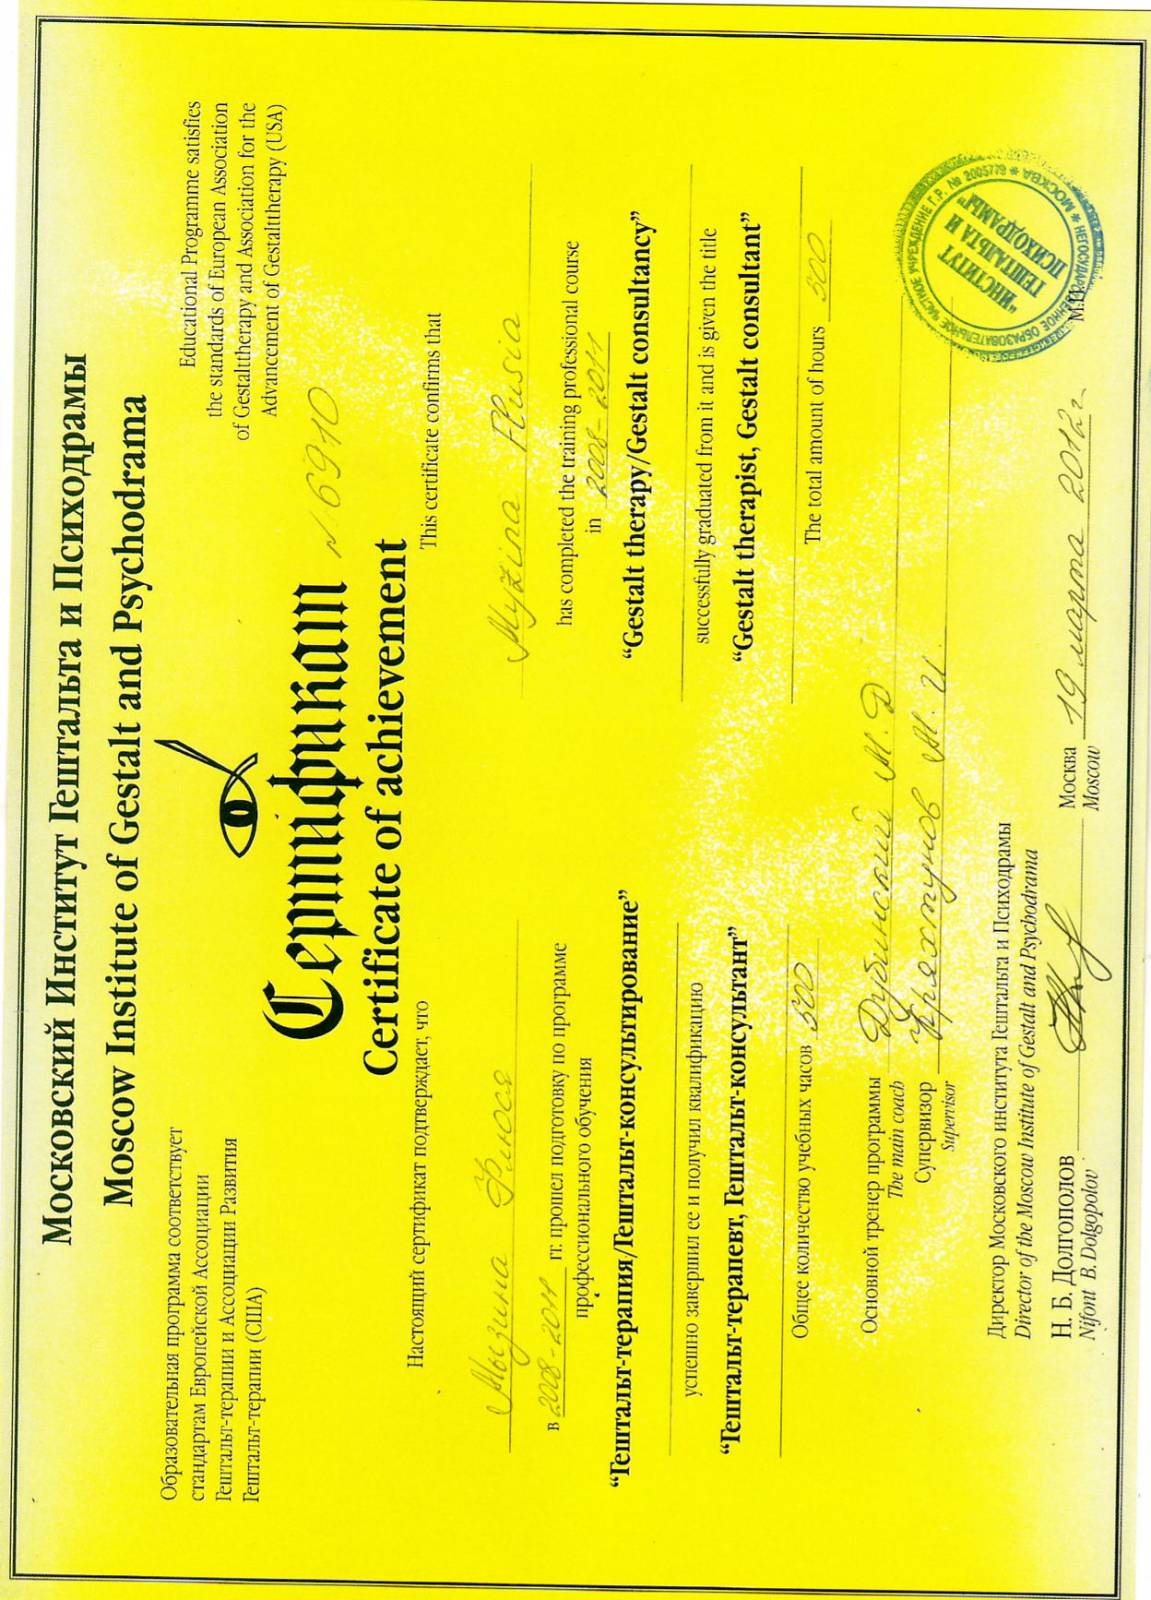 Московский Институт Гештальта и Психодрамы
Moscow Institute of Gestalt and Psychodrama
Образовательная программа соответствует
стандартам Европейской Ассоциации
Гештальт-терапии и Ассоциации Развития
Гештальт-терапии (США)
Educational Programme satisfies
the standards of European Association
of Gestalttherapy and Association for the
Advancement of Gestalttherapy (USA)
Сертификат N 6910
Certificate of achievement
Настоящий сертификат подтверждает, что
Мызина Флюся
в 2008-2011 гг. прошел подготовку по программе
профессионального обучения
“Гештальт-терапия/Гештальт-консультирование”
успешно завершил ее и получил квалификацию
“Гештальт-терапевт, Гештальт-консультант”
Общее количество учебных часов 500
This certificate confirms that
Myzina Flusia
has completed the training professional course
in 2008-2011
“Gestalt therapy/Gestalt consultancy”
successfully graduated from it and is given the title
“Gestalt therapist, Gestalt consultant”
The total amount of hours 500
Основной тренер программы Дубинский М. Д
The main coach
Супервизор М. И.
Supervisor
Директор Московского института Гештальта и Психодрамы
Director of the Moscow Institute of Gestalt and Psychodrama
Н. Б. ДОЛГОПОЛОВ
Nifont B. Dolgopolov
Москва 19 марта 2012 г.
Moscow
М.П.
НЕГОСУДАРСТВЕННОЕ ОБРАЗОВАТЕЛЬНОЕ ЧАСТНОЕ УЧРЕЖДЕНИЕ Г.Р. № 2005779 * МОСКВА *
"ИНСТИТУТ
ГЕШТАЛЬТА И
ПСИХОДРАМЫ"